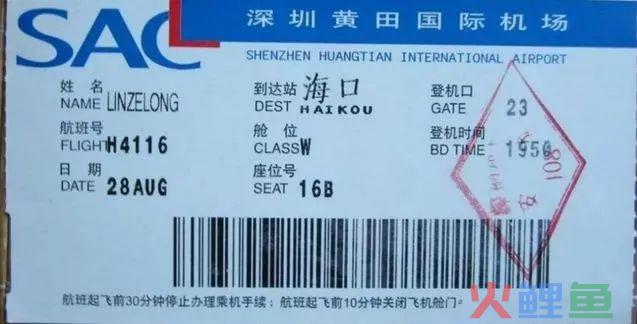 SAC
深圳黄田国际机场
SHENZHEN HUANGTIAN INTERNATIONAL AIRPORT
姓 名
NAME LINZELONG
到达站 海口
DEST HAIKOU
登机口
GATE 23
航班号
FLIGHT H4116
舱 位
CLASS W
登机时间
BD TIME 1950
日 期
DATE 28AUG
座位号
SEAT 16B
航班起飞前30分钟停止办理乘机手续;航班起飞前10分钟关闭飞机舱门。
火鲤鱼